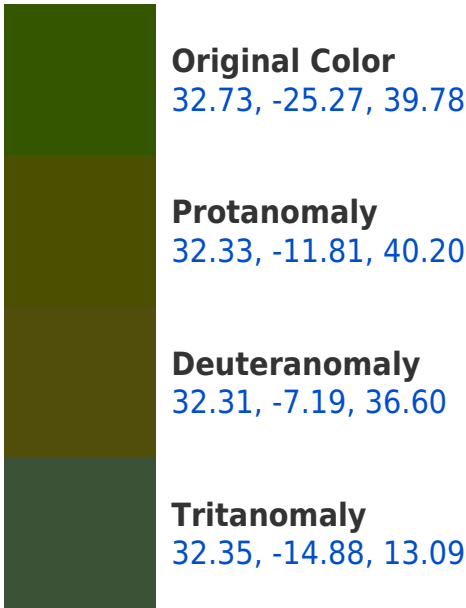 Original Color
32.73, -25.27, 39.78
Protanomaly
32.33, -11.81, 40.20
Deuteranomaly
32.31, -7.19, 36.60
Tritanomaly
32.35, -14.88, 13.09